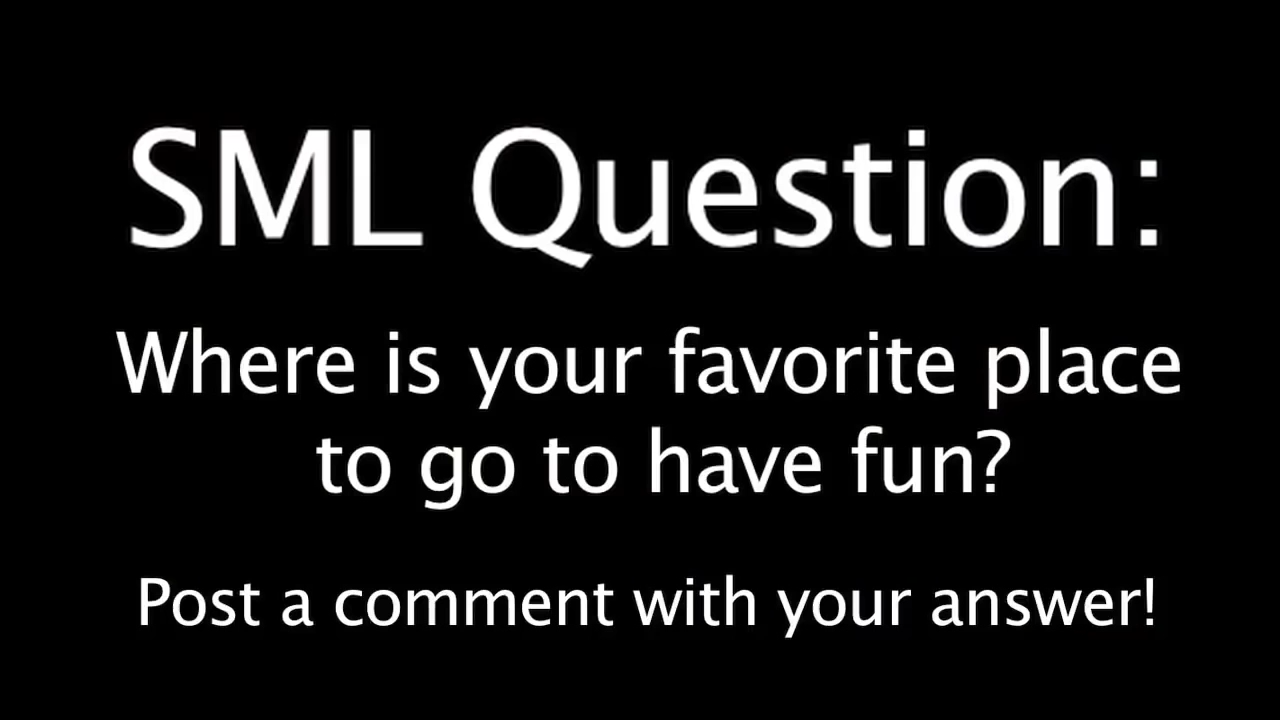 SML Question:
Where is your favorite place
to go to have fun?
Post a comment with your answer!